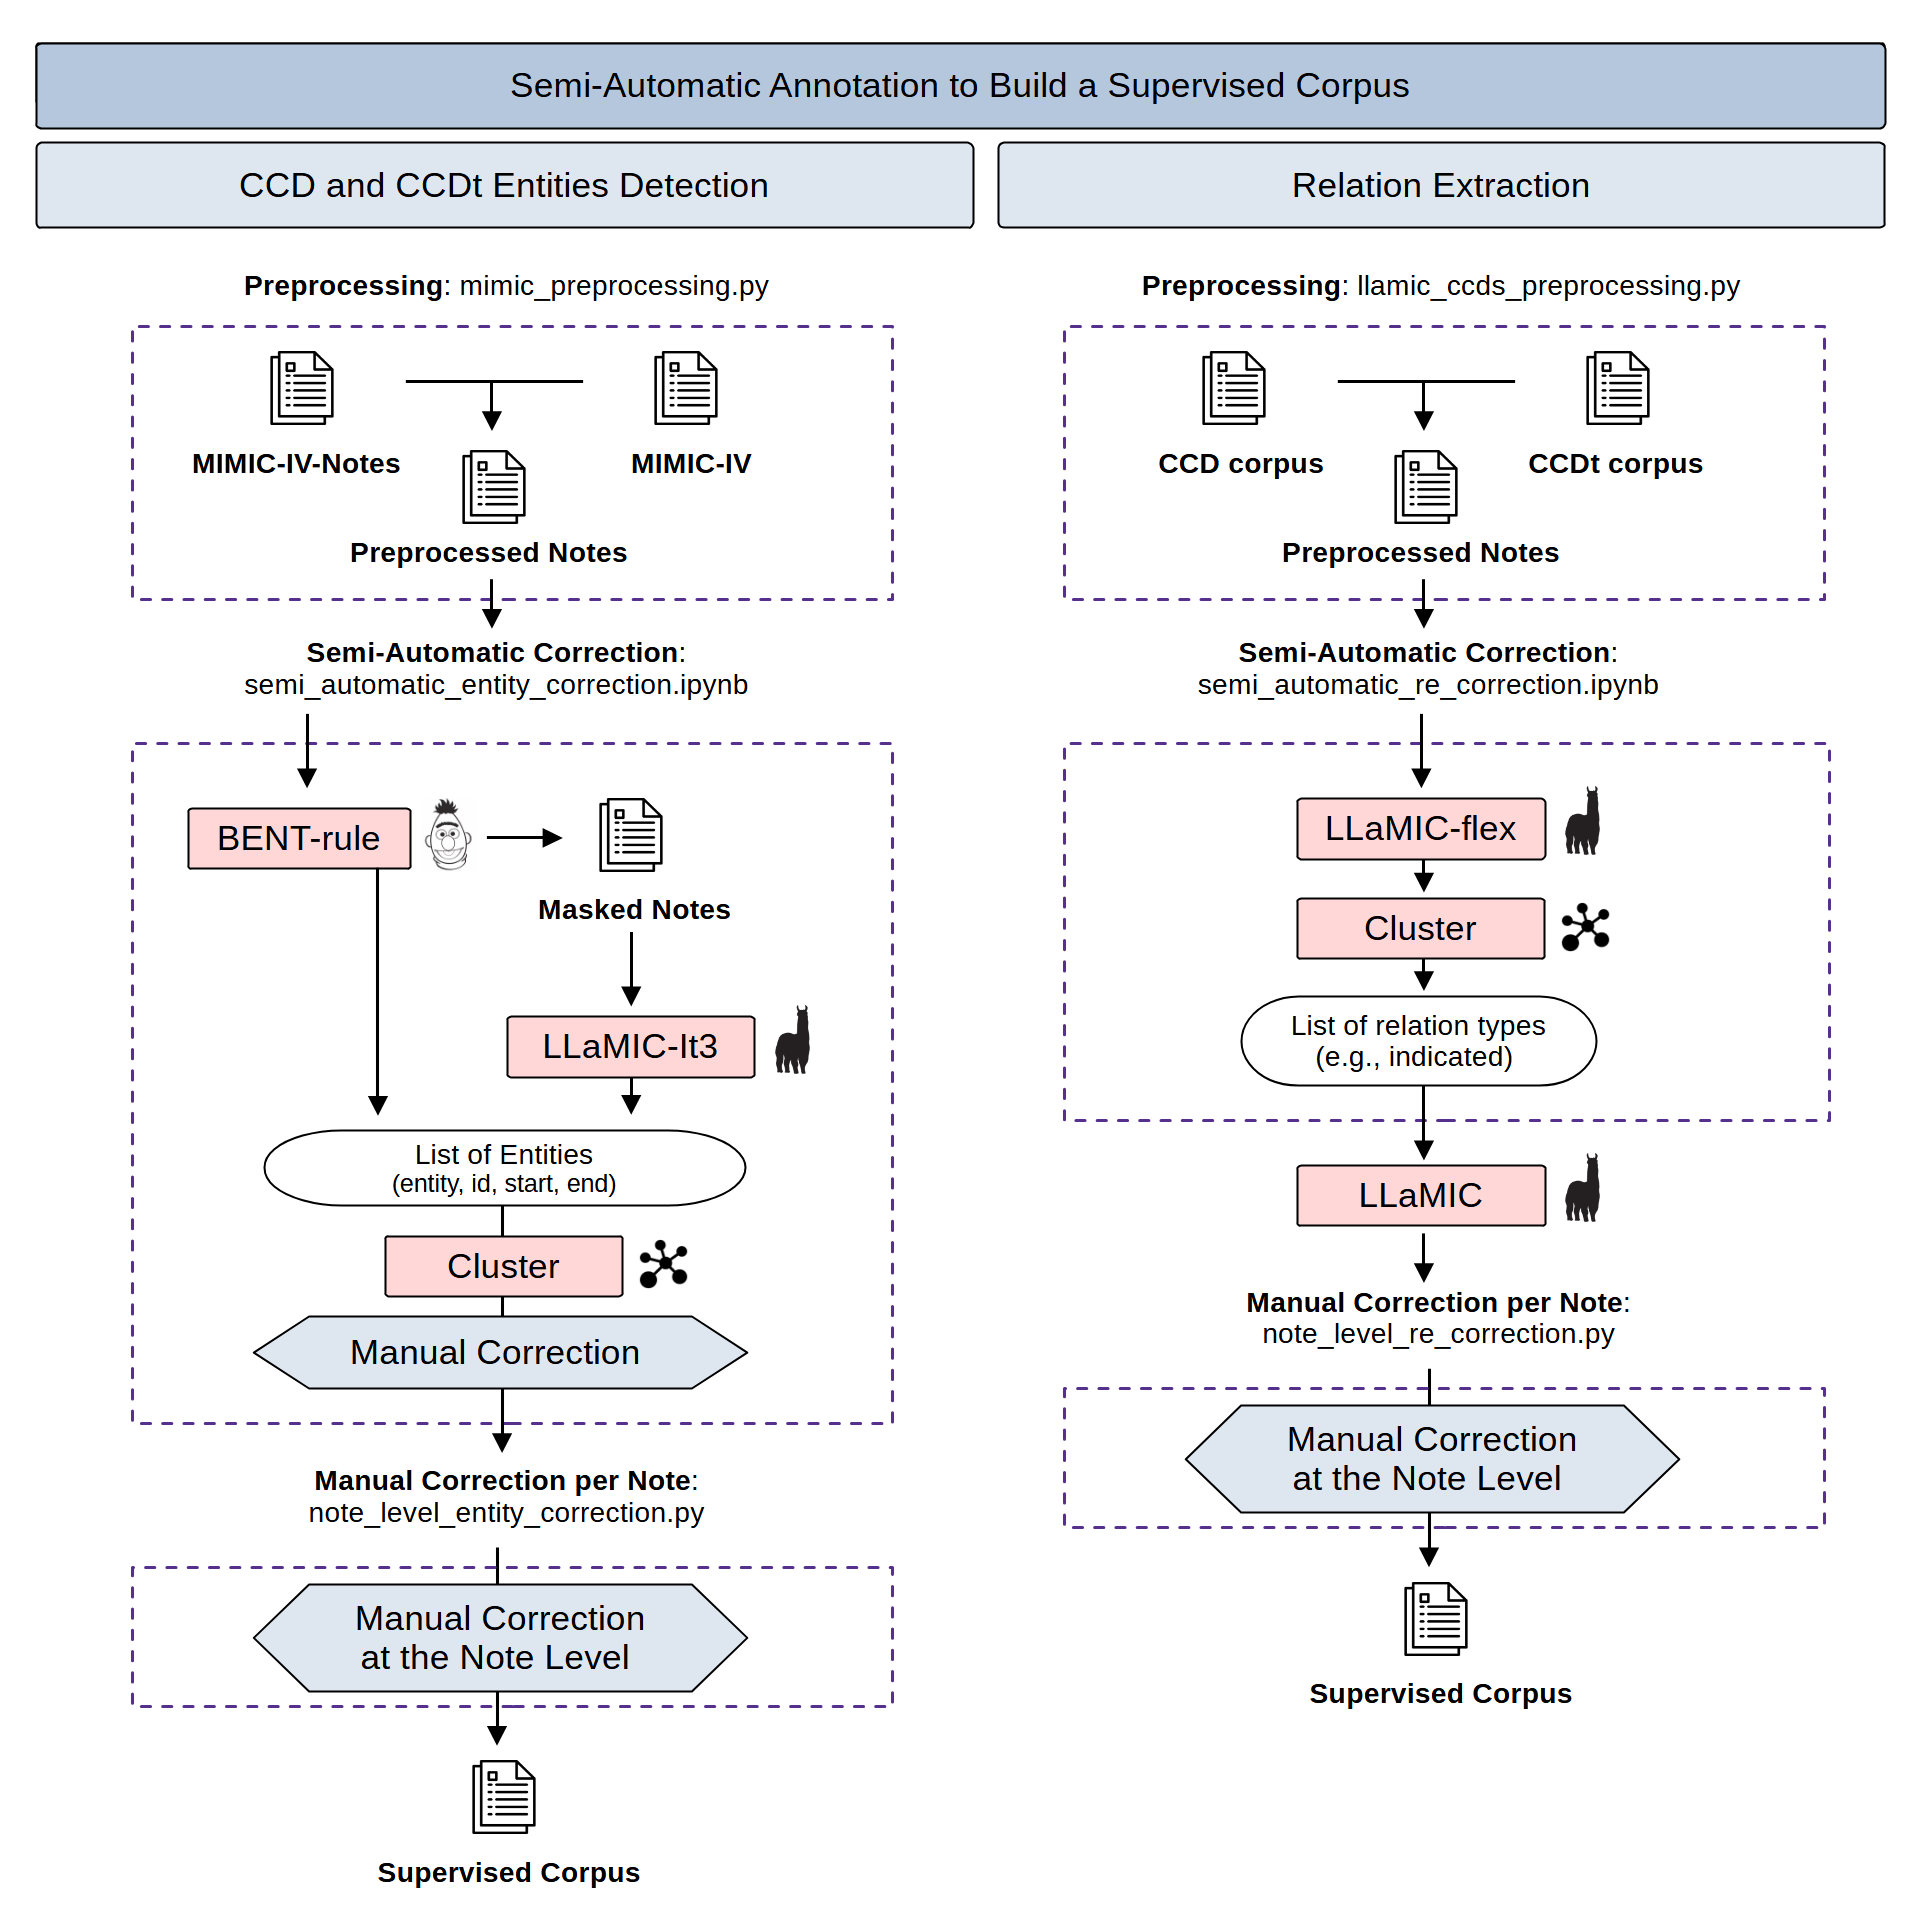 Semi-Automatic Annotation to Build a Supervised Corpus
CCD and CCDt Entities Detection
Preprocessing: mimic_preprocessing.py
MIMIC-IV-Notes
MIMIC-IV
Preprocessed Notes
Semi-Automatic Correction:
semi_automatic_entity_correction.ipynb
BENT-rule
Masked Notes
LLaMIC-It3
List of Entities
(entity, id, start, end)
Cluster
Manual Correction
Manual Correction per Note:
note_level_entity_correction.py
Manual Correction
at the Note Level
Supervised Corpus
Relation Extraction
Preprocessing: llamic_ccds_preprocessing.py
CCD corpus
CCDt corpus
Preprocessed Notes
Semi-Automatic Correction:
semi_automatic_re_correction.ipynb
LLaMIC-flex
Cluster
List of relation types
(e.g., indicated)
LLaMIC
Manual Correction per Note:
note_level_re_correction.py
Manual Correction
at the Note Level
Supervised Corpus